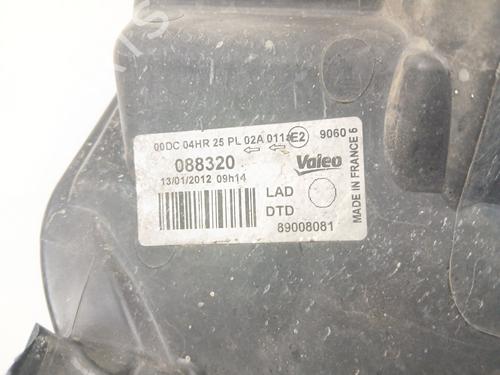 00DC 04HR 25 PL 02A 011 E2 9060 6
088320
Valeo
13/01/2012 09h14
LAD
DTD
89008081
MADE IN FRANCE